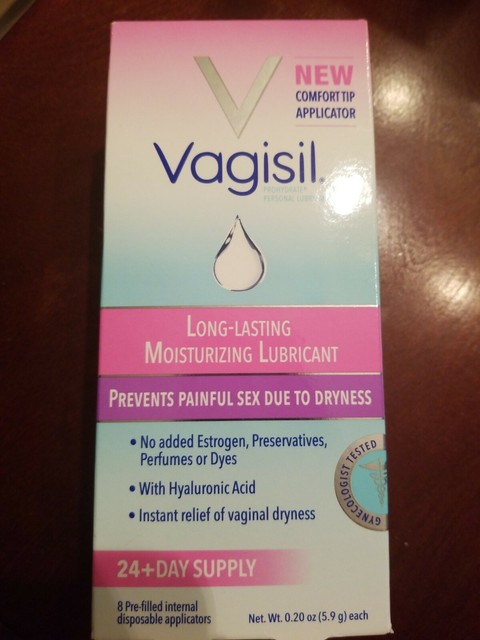 NEW
COMFORTTIP
APPLICATOR
Vagisil.
PROHYDRATE®
LONG-LASTING
MOISTURIZING LUBRICANT
PREVENTS PAINFUL SEX DUE TO DRYNESS
• No added Estrogen, Preservatives,
Perfumes or Dyes
• With Hyaluronic Acid
• Instant relief of vaginal dryness
GYNECOLOGIST TESTED
24+DAY SUPPLY
8 Pre-filled internal
disposable applicators
Net. Wt. 0.20 oz (5.9 g) each